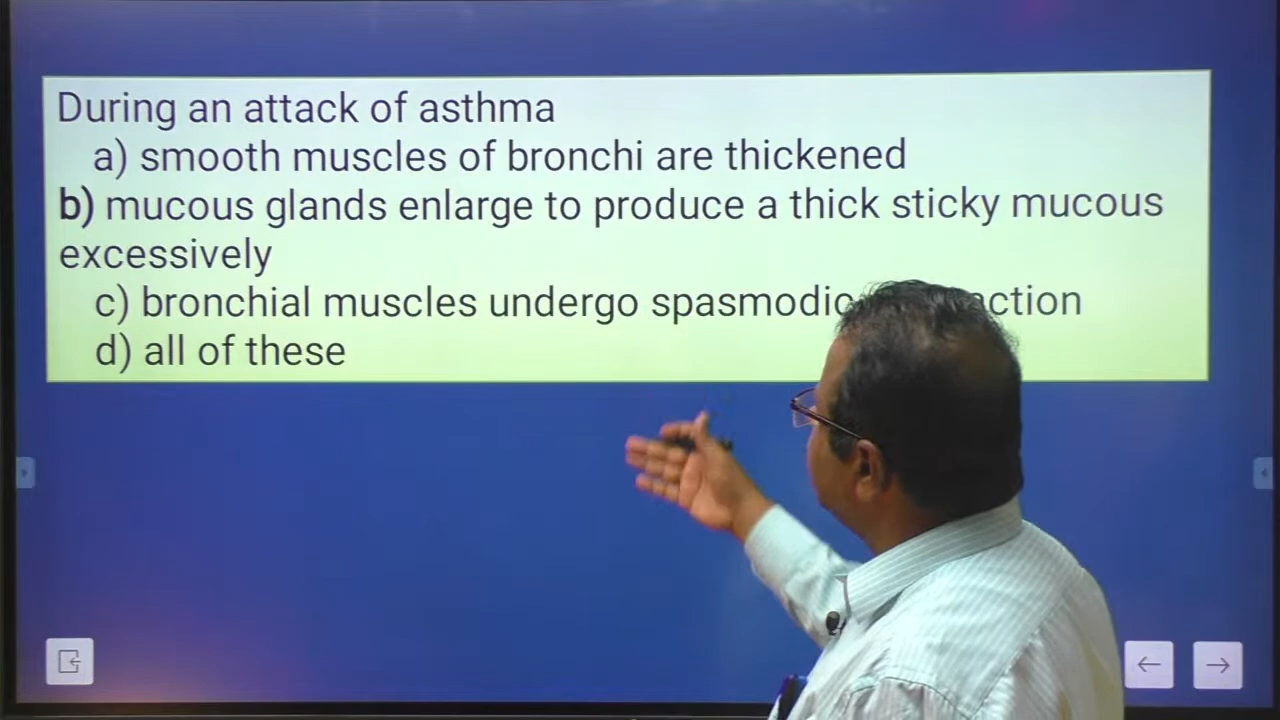 During an attack of asthma
a) smooth muscles of bronchi are thickened
b) mucous glands enlarge to produce a thick sticky mucous
excessively
c) bronchial muscles undergo spasmodic
d) all of these